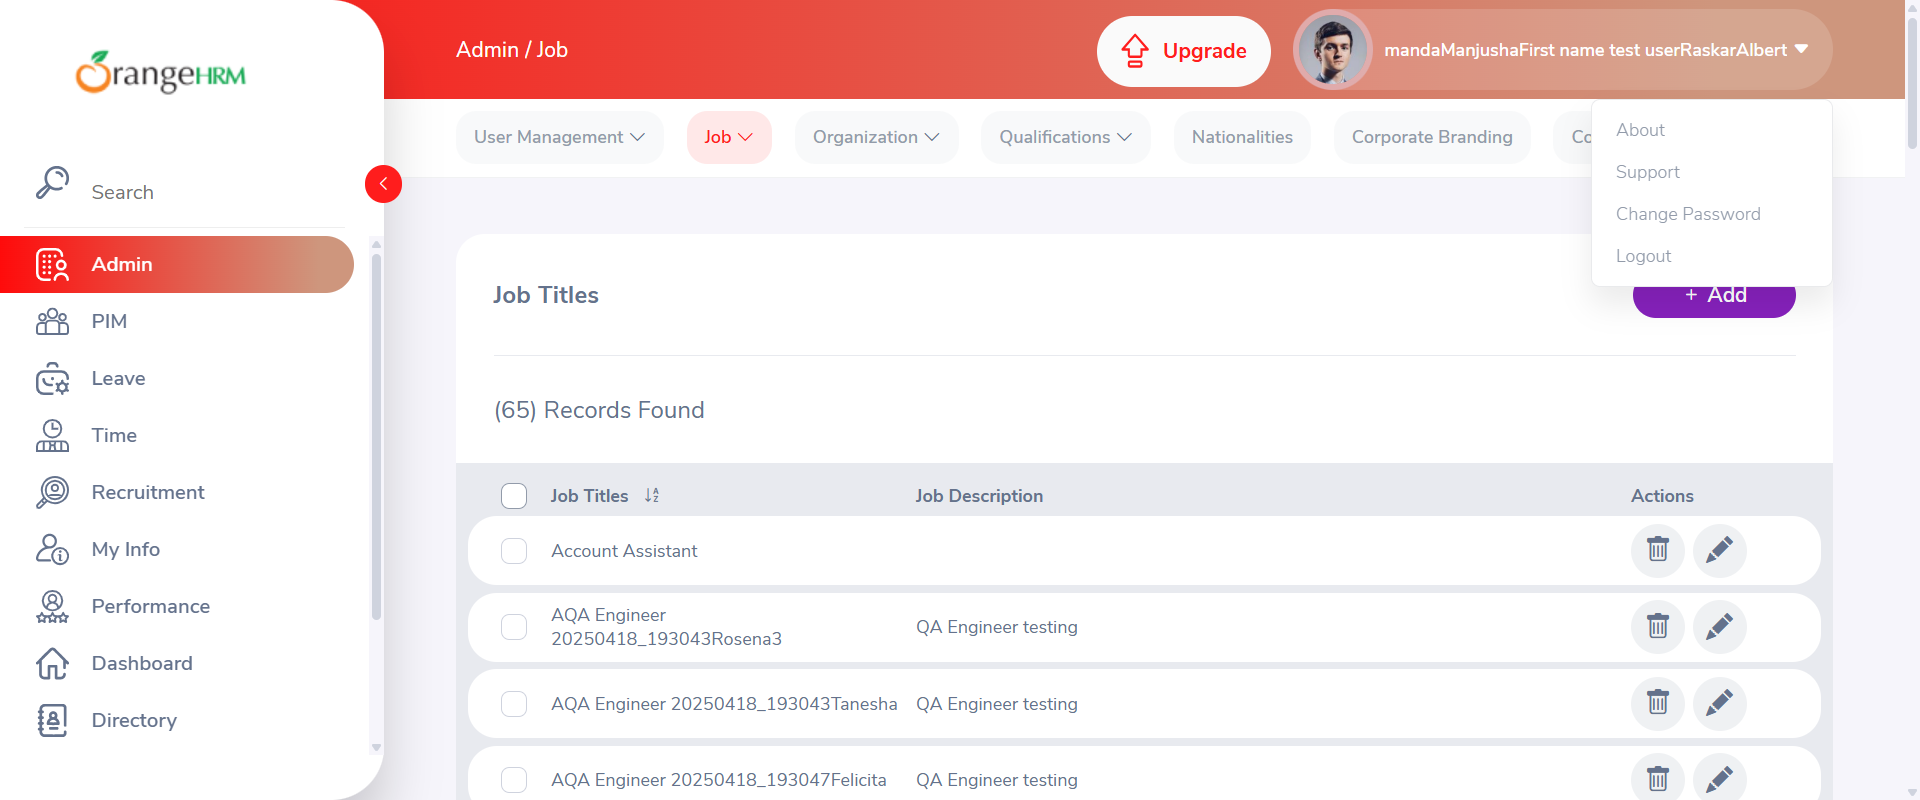 OrangeHRM
Admin / Job
Upgrade
mandaManjushaFirst name test userRaskarAlbert
User Management
Job
Organization
Qualifications
Nationalities
Corporate Branding
Co
About
Support
Change Password
Logout
Search
Admin
PIM
Leave
Time
Recruitment
My Info
Performance
Dashboard
Directory
Job Titles
+ Add
(65) Records Found
Job Titles
Job Description
Actions
Account Assistant
AQA Engineer
20250418_193043Rosena3
QA Engineer testing
AQA Engineer 20250418_193043Tanesha
QA Engineer testing
AQA Engineer 20250418_193047Felicita
QA Engineer testing